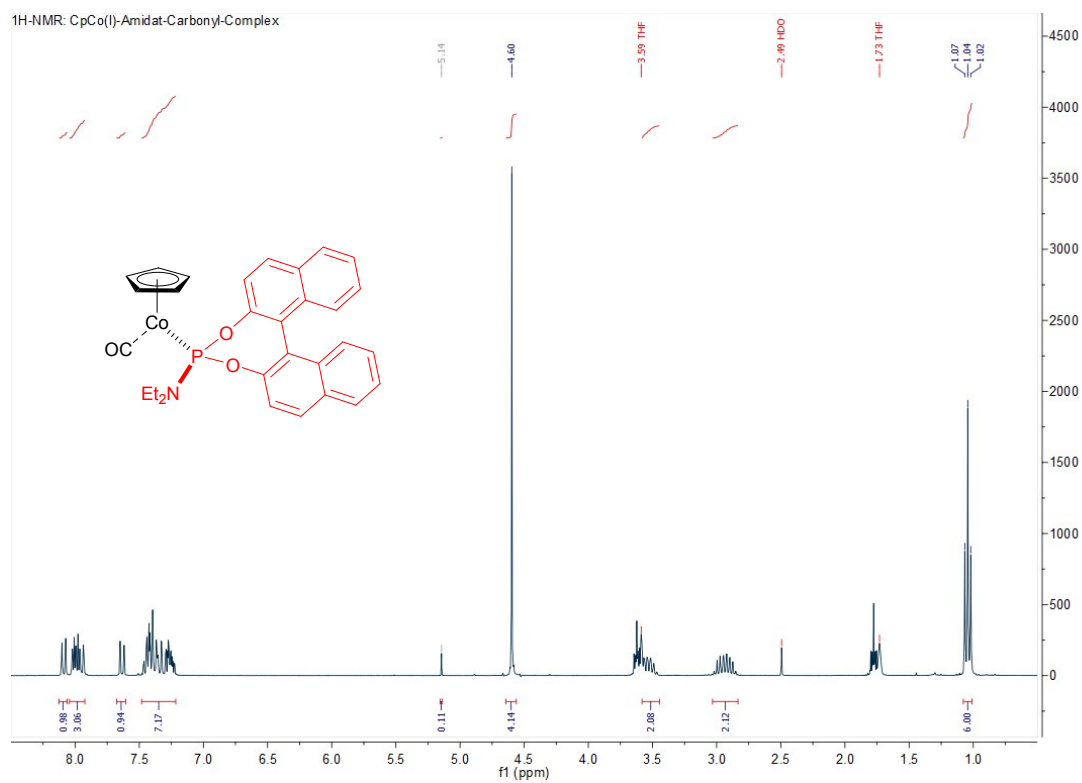 1H-NMR: CpCo(I)-Amidat-Carbonyl-Complex
5.14
4.60
3.59 THF
2.49 HDO
1.73 THF
1.07
1.04
1.02
4500
4000
3500
3000
2500
2000
1500
1000
500
0
Co
OC
P
O
O
Et2N
0.98
3.06
0.94
7.17
0.11
4.14
2.08
2.12
6.00
8.0 7.5 7.0 6.5 6.0 5.5 5.0 4.5 4.0 3.5 3.0 2.5 2.0 1.5 1.0
f1 (ppm)